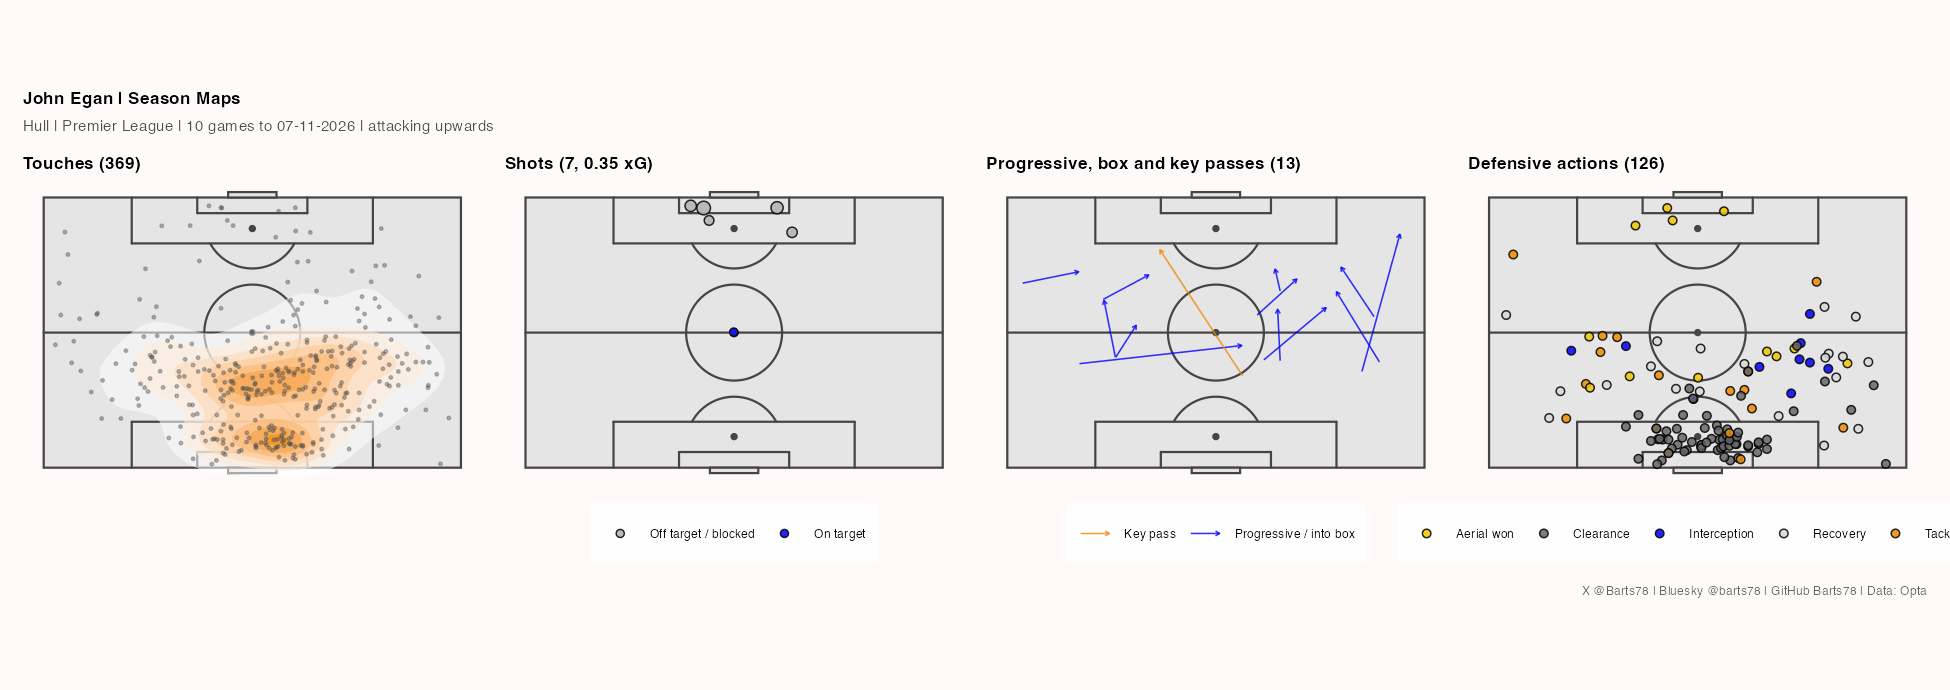 John Egan | Season Maps
Hull | Premier League | 10 games to 07-11-2026 | attacking upwards
Touches (369)
Shots (7, 0.35 xG)
Progressive, box and key passes (13)
Defensive actions (126)
Off target / blocked
On target
Key pass
Progressive / into box
Aerial won
Clearance
Interception
Recovery
Tack
X @Barts78 | Bluesky @barts78 | GitHub Barts78 | Data: Opta